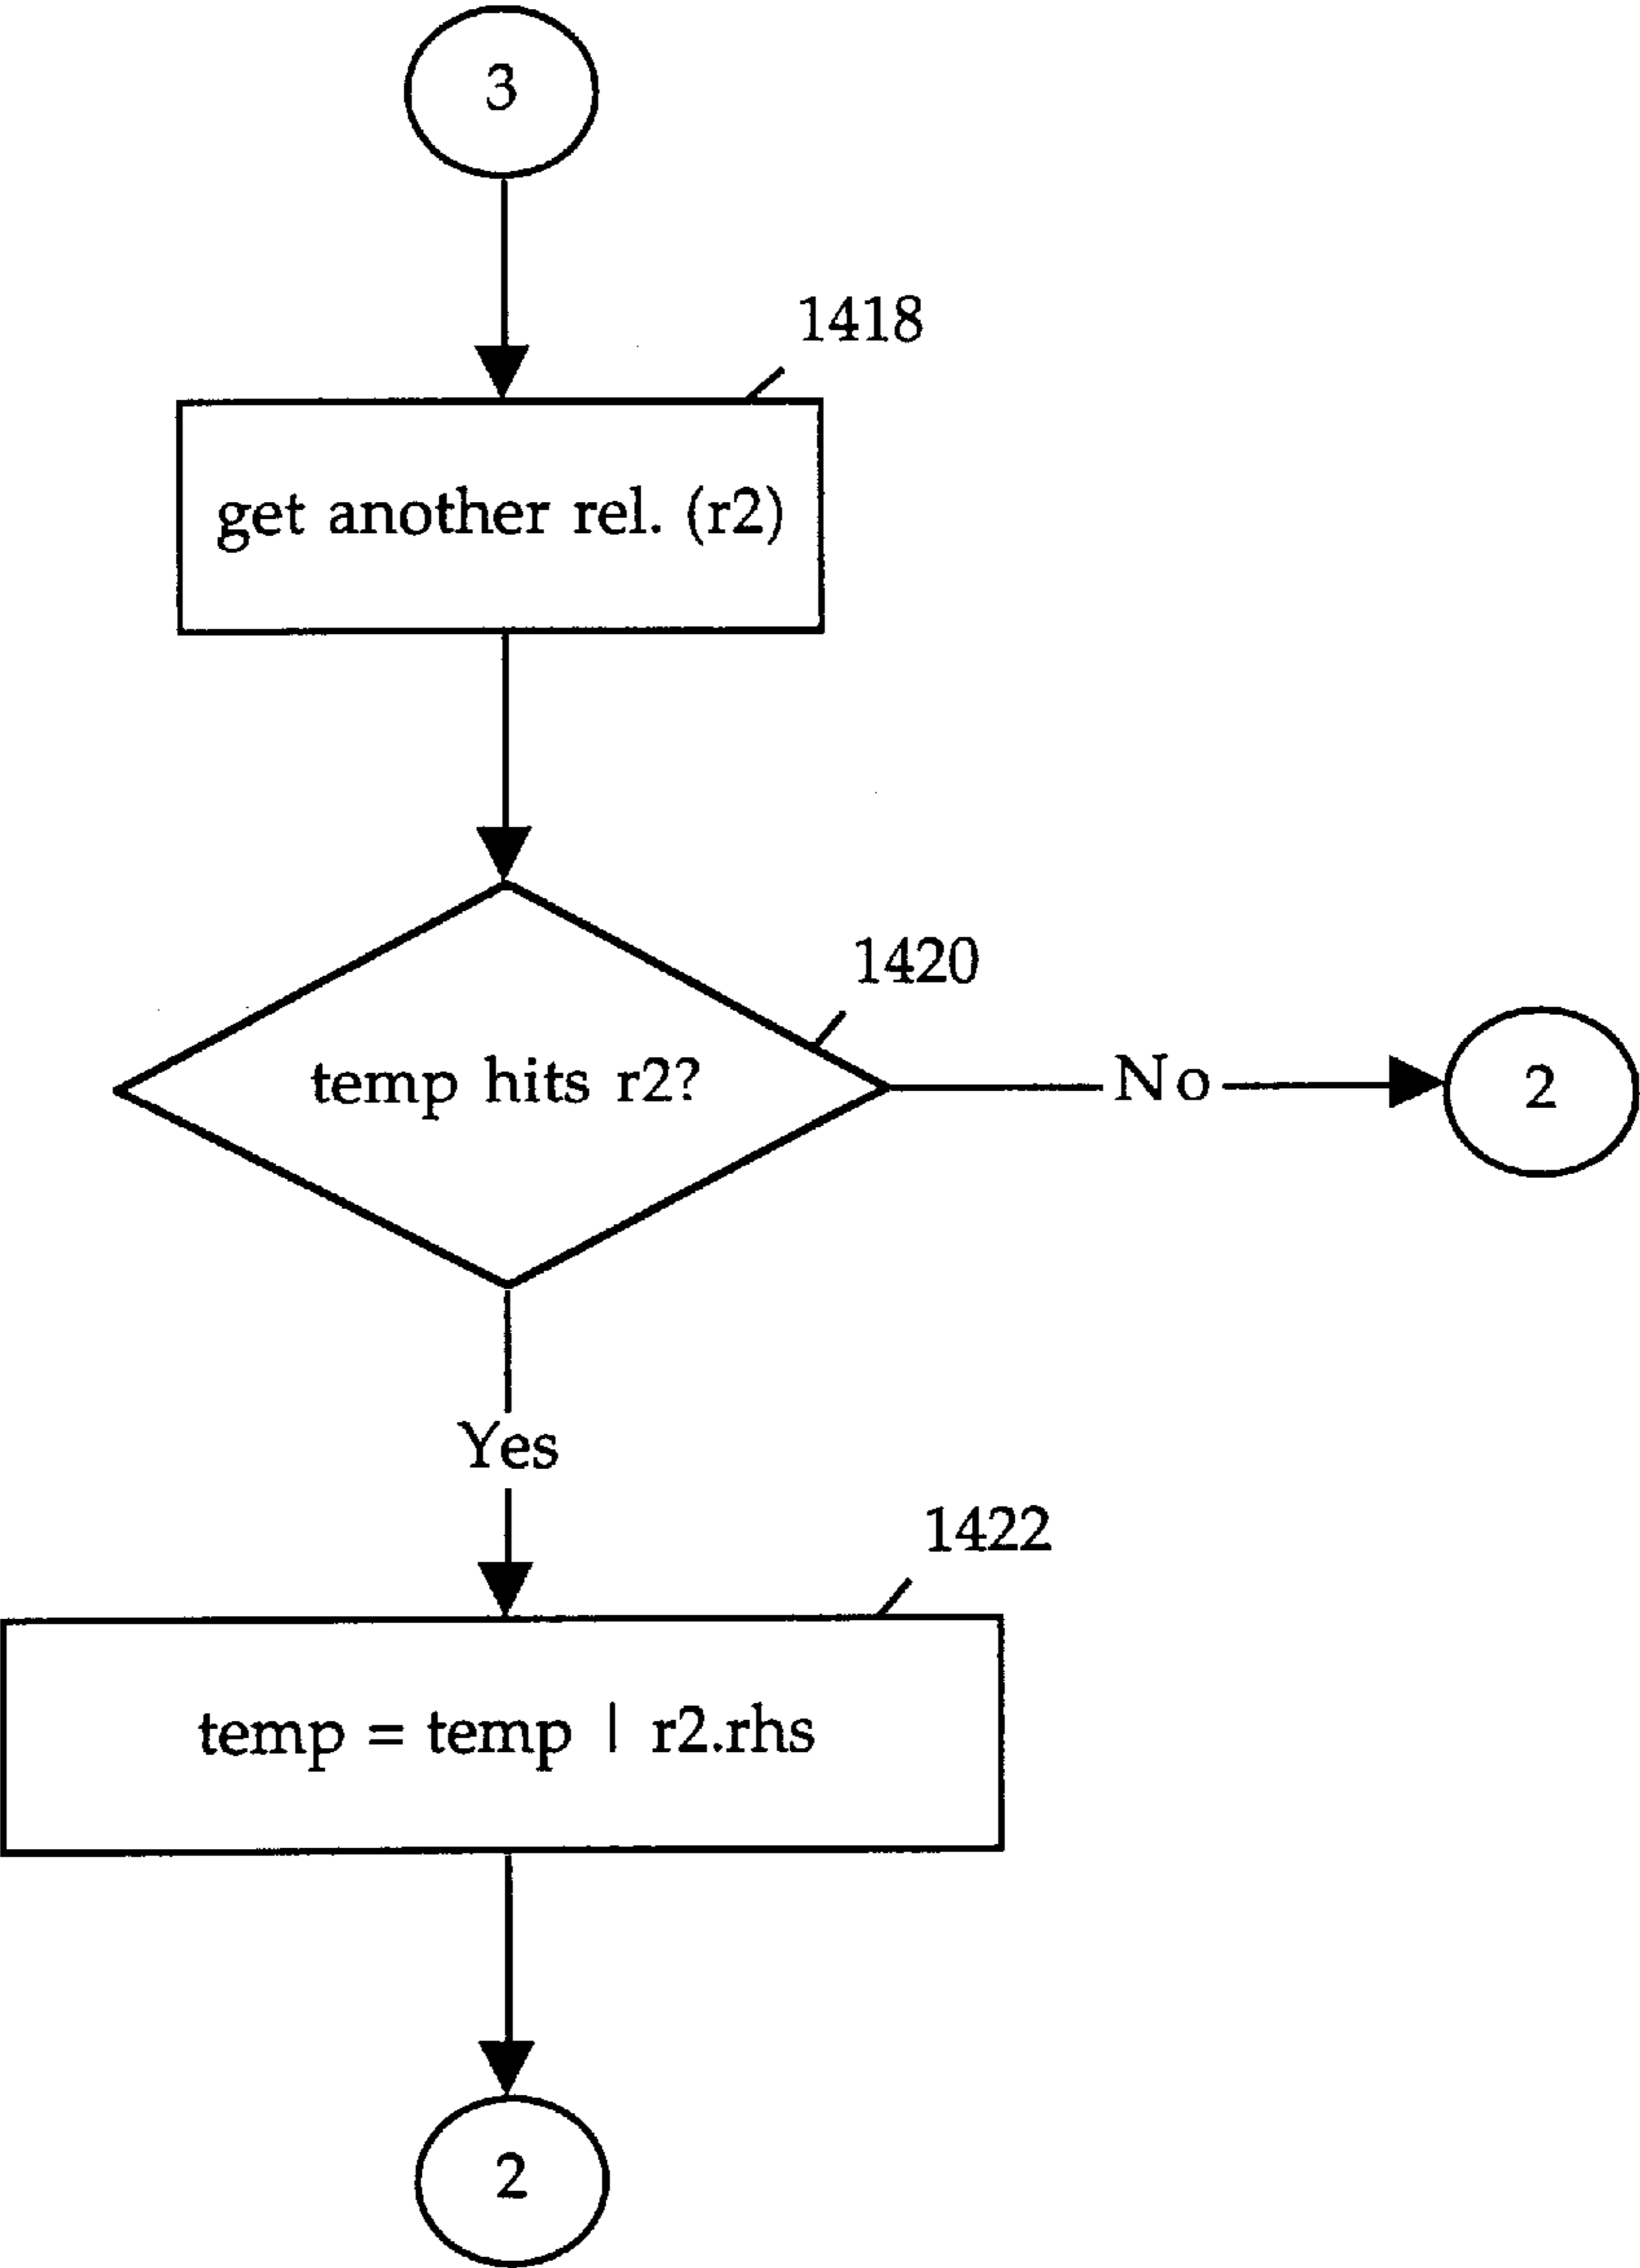 3
1418
get another rel. (r2)
1420
temp hits r2?
No
2
Yes
1422
temp = temp | r2.rhs
2